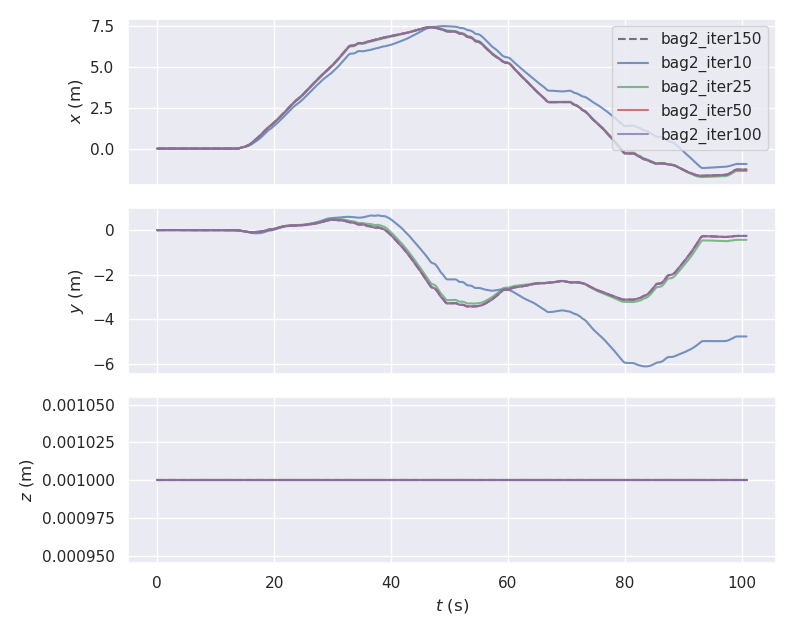 7.5
5.0
2.5
0.0
x (m)
bag2_iter150
bag2_iter10
bag2_iter25
bag2_iter50
bag2_iter100
0
−2
−4
−6
y (m)
0.001050
0.001025
0.001000
0.000975
0.000950
z (m)
0 20 40 60 80 100
t (s)